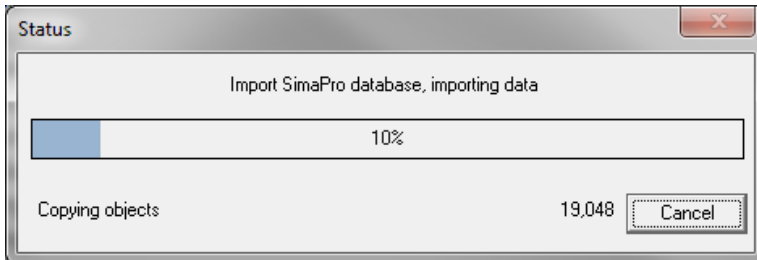 Status
Import SimaPro database, importing data
10%
Copying objects 19,048 Cancel